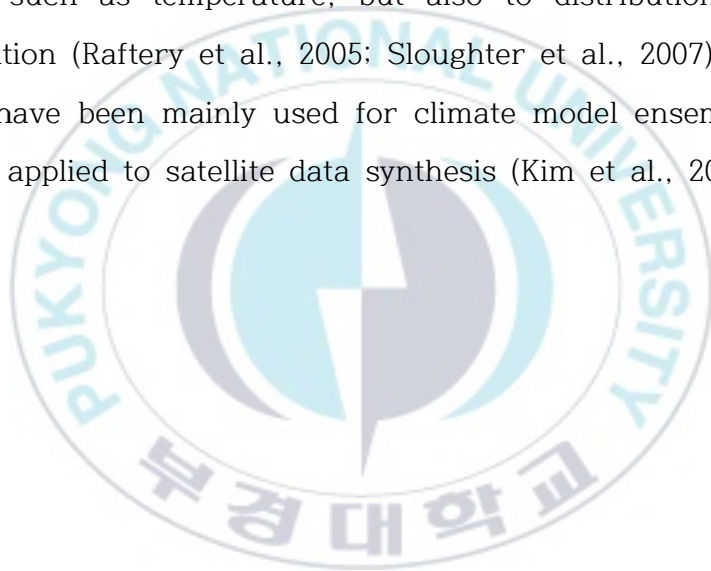 such as temperature, but also to distribution
ition (Raftery et al., 2005; Sloughter et al., 2007)
have been mainly used for climate model ensen
applied to satellite data synthesis (Kim et al., 20
PUKYONG NATIONAL UNIVERSITY
부경대학교